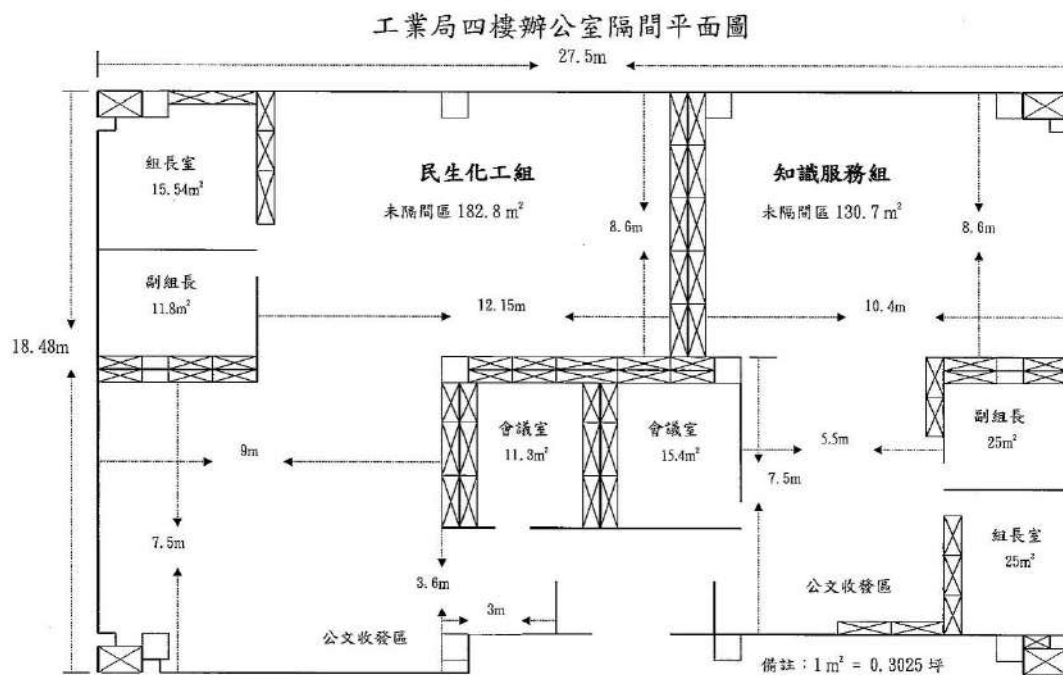 工業局四樓辦公室隔間平面圖
27.5m
組長室
15.54m²
民生化工組
未隔間區 182.8 m²
知識服務組
未隔間區 130.7 m²
8.6m
8.6m
副組長
11.8m²
12.15m
10.4m
18.48m
會議室
11.3m²
會議室
15.4m²
副組長
25m²
9m
5.5m
7.5m
7.5m
組長室
25m²
3.6m
3m
公文收發區
公文收發區
備註：1 m² = 0.3025 坪